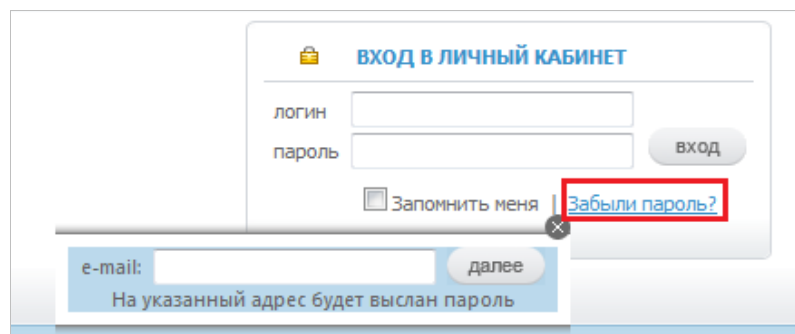 ВХОД В ЛИЧНЫЙ КАБИНЕТ
логин
пароль
вход
Запомнить меня | Забыли пароль?
e-mail:
далее
На указанный адрес будет выслан пароль